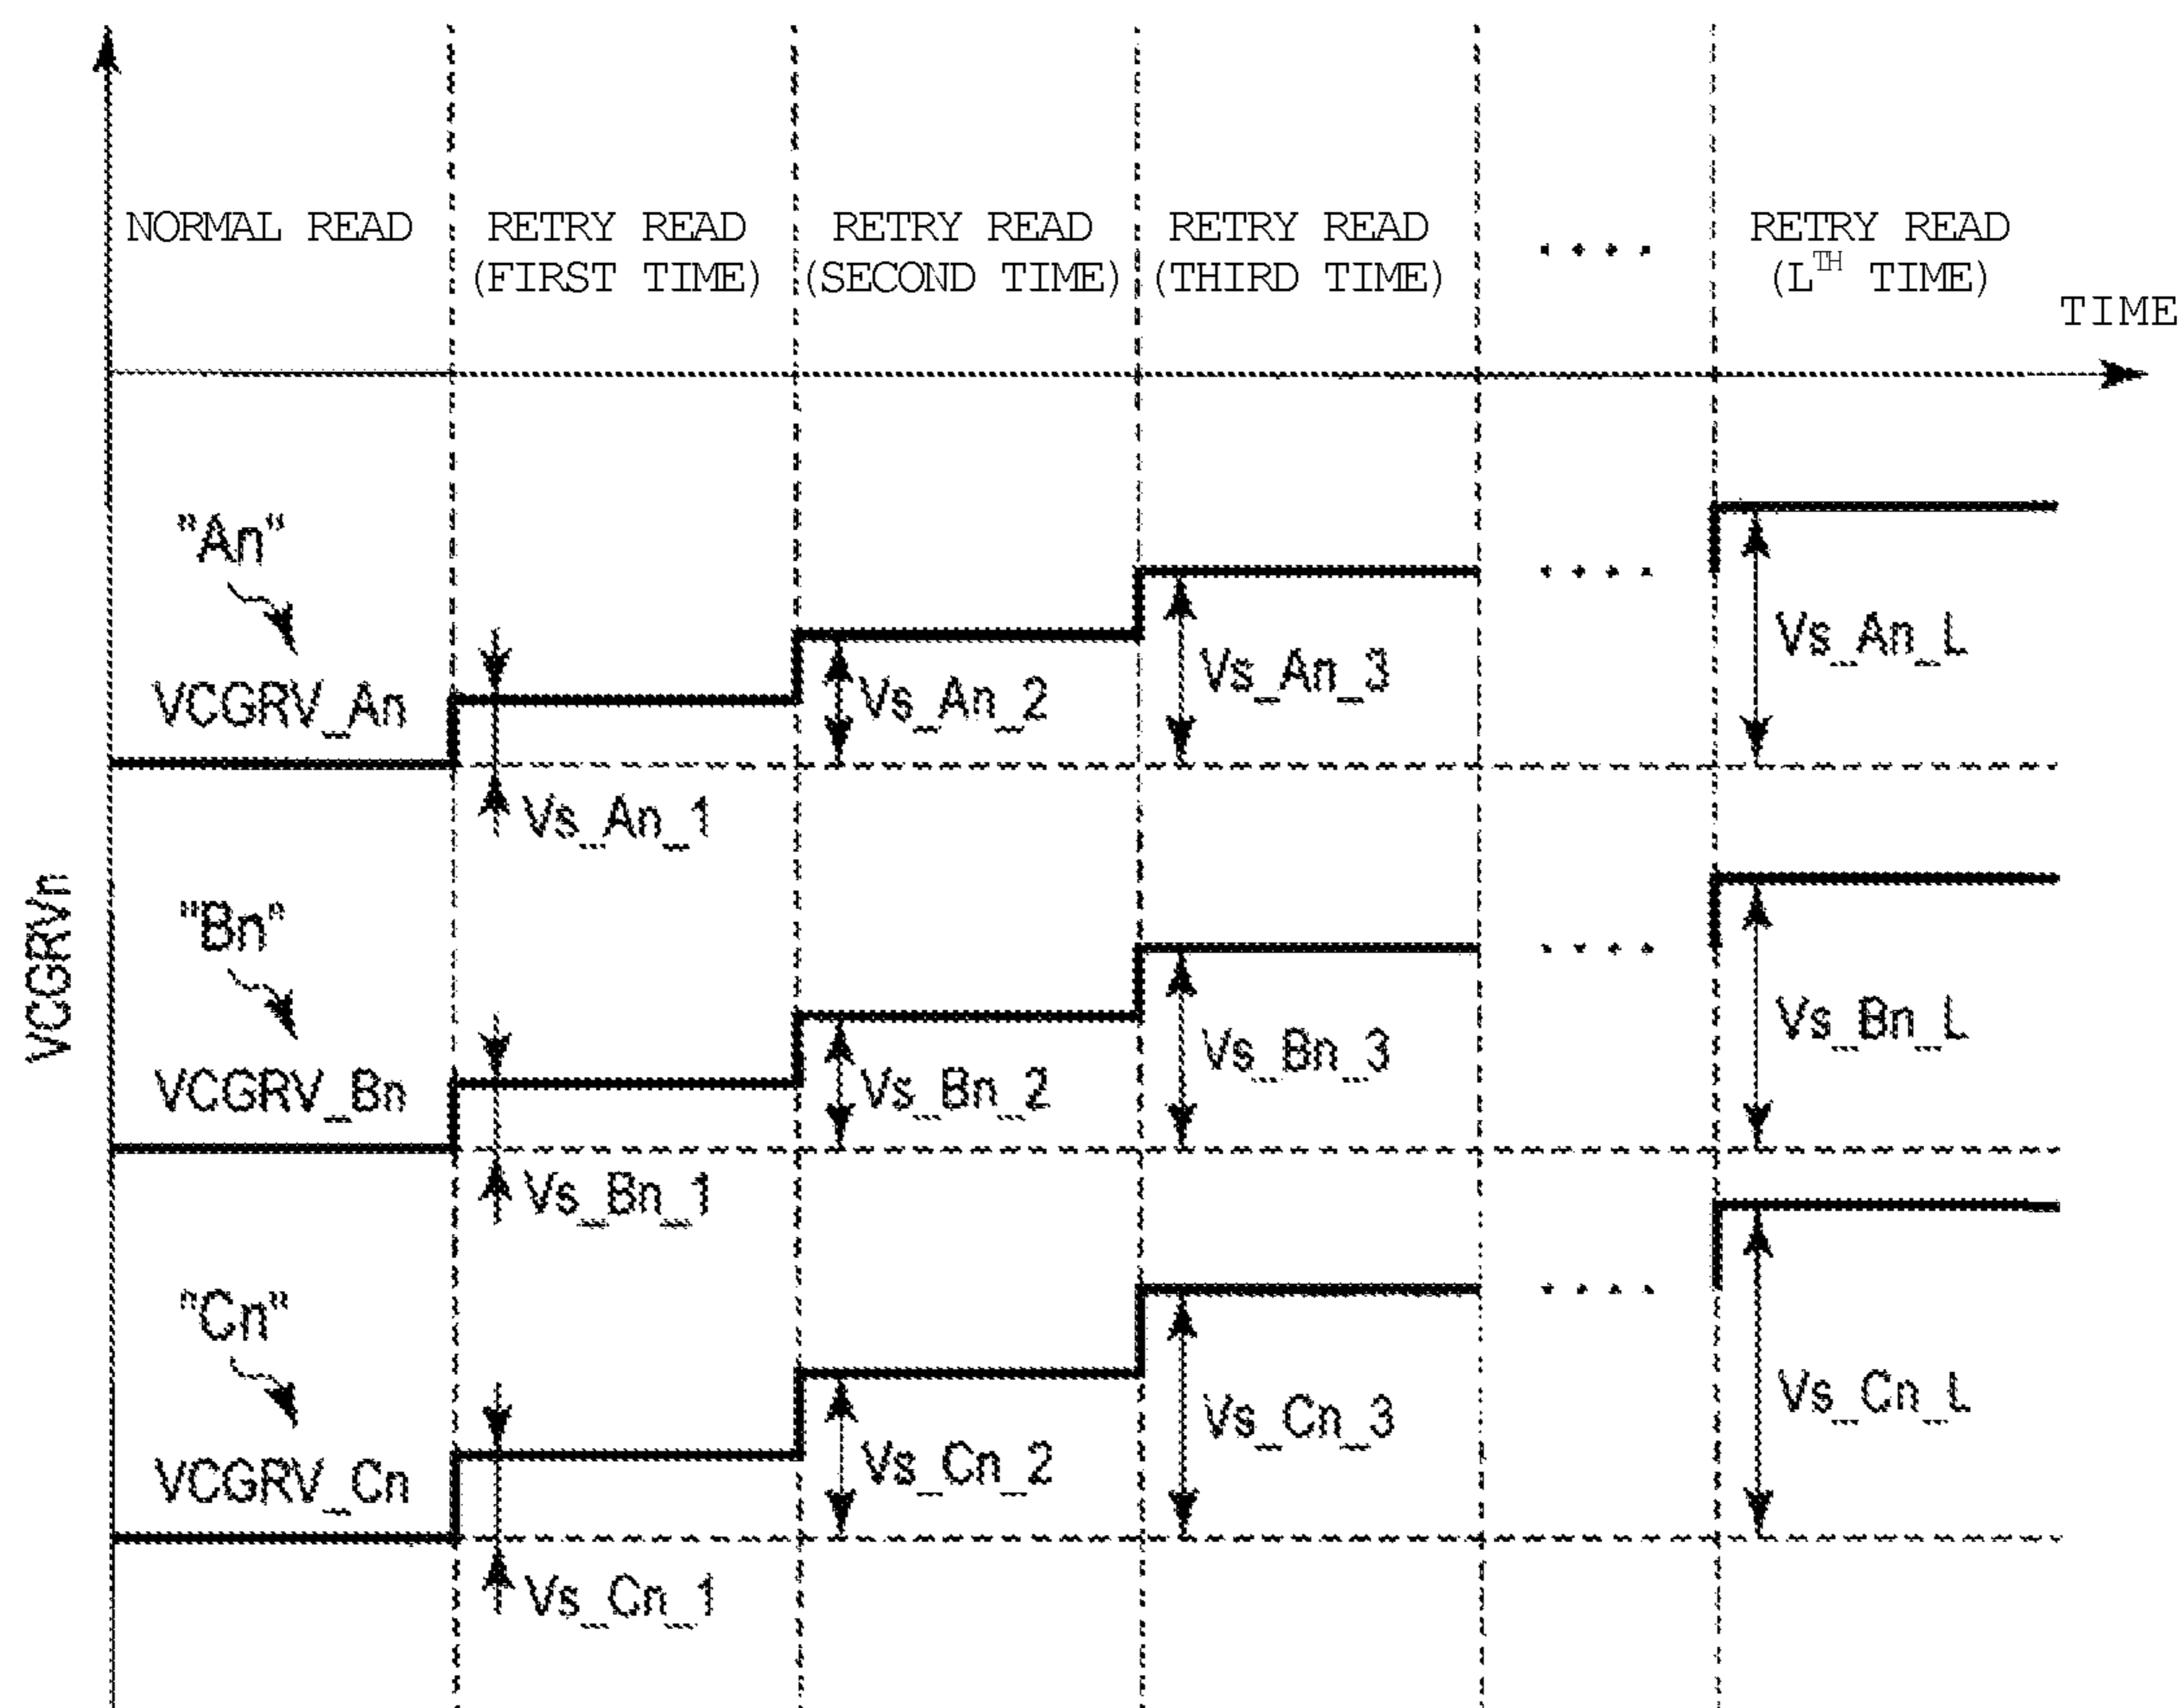 NORMAL READ
RETRY READ
(FIRST TIME)
RETRY READ
(SECOND TIME)
RETRY READ
(THIRD TIME)
....
RETRY READ
(LTH TIME)
TIME
"An"
VCGRV_An
Vs_An_1
Vs_An_2
Vs_An_3
....
Vs_An_L
VCGRVn
"Bn"
VCGRV_Bn
Vs_Bn_1
Vs_Bn_2
Vs_Bn_3
....
Vs_Bn_L
"Cn"
VCGRV_Cn
Vs_Cn_1
Vs_Cn_2
Vs_Cn_3
....
Vs_Cn_L